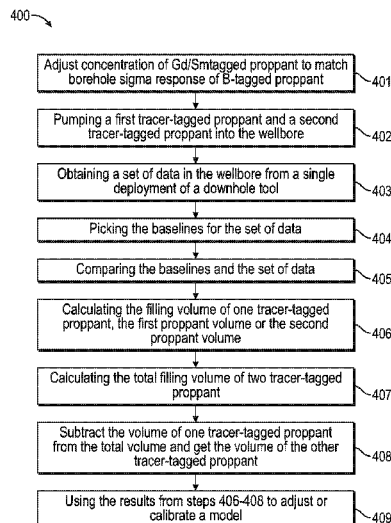 400
Adjust concentration of Gd/Smtagged proppant to match
borehole sigma response of B-tagged proppant
401
Pumping a first tracer-tagged proppant and a second
tracer-tagged proppant into the wellbore
402
Obtaining a set of data in the wellbore from a single
deployment of a downhole tool
403
Picking the baselines for the set of data
404
Comparing the baselines and the set of data
405
Calculating the filling volume of one tracer-tagged
proppant, the first proppant volume or the second
proppant volume
406
Calculating the total filling volume of two tracer-tagged
proppant
407
Subtract the volume of one tracer-tagged proppant
from the total volume and get the volume of the other
tracer-tagged proppant
408
Using the results from steps 406-408 to adjust or
calibrate a model
409